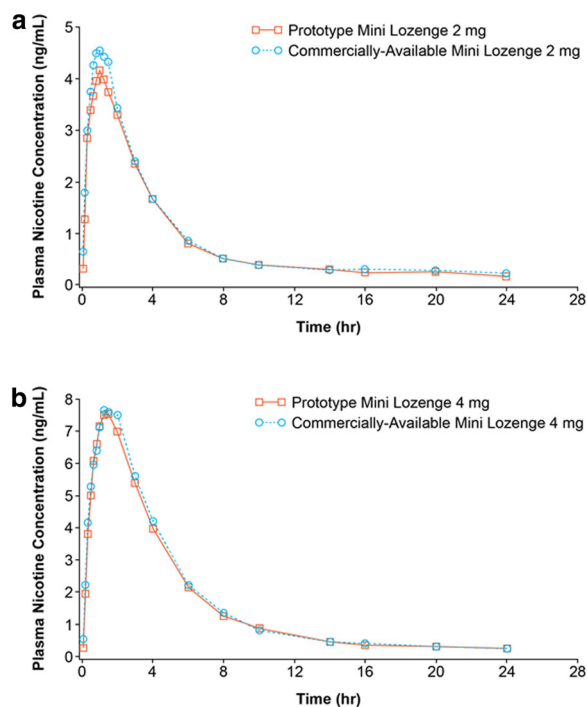 a
Prototype Mini Lozenge 2 mg
Commercially-Available Mini Lozenge 2 mg
Plasma Nicotine Concentration (ng/mL)
5
4
3
2
1
0
0 4 8 12 16 20 24 28
Time (hr)
b
Prototype Mini Lozenge 4 mg
Commercially-Available Mini Lozenge 4 mg
Plasma Nicotine Concentration (ng/mL)
8
7
6
5
4
3
2
1
0
0 4 8 12 16 20 24 28
Time (hr)